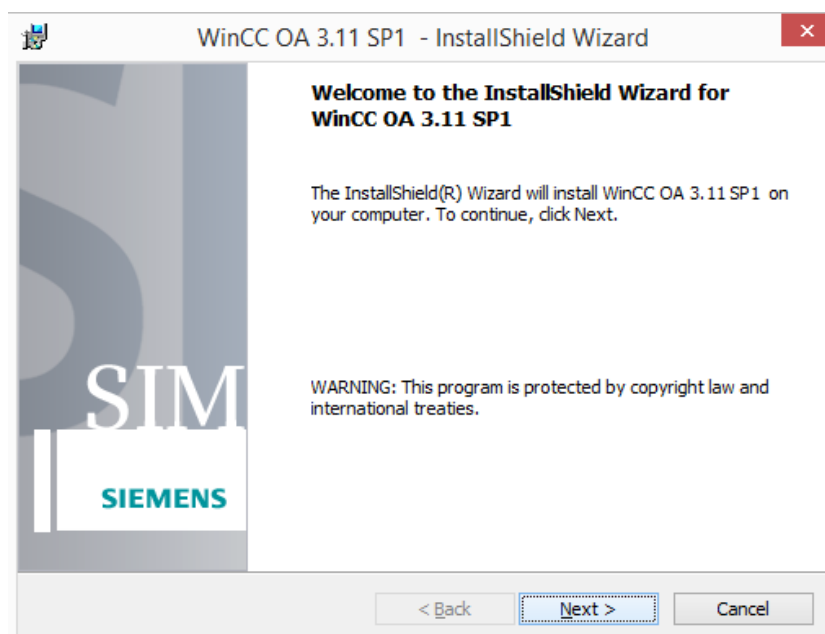 WinCC OA 3.11 SP1 - InstallShield Wizard
Welcome to the InstallShield Wizard for
WinCC OA 3.11 SP1
The InstallShield(R) Wizard will install WinCC OA 3.11 SP1 on
your computer. To continue, click Next.
WARNING: This program is protected by copyright law and
international treaties.
SIM
SIEMENS
< Back
Next >
Cancel